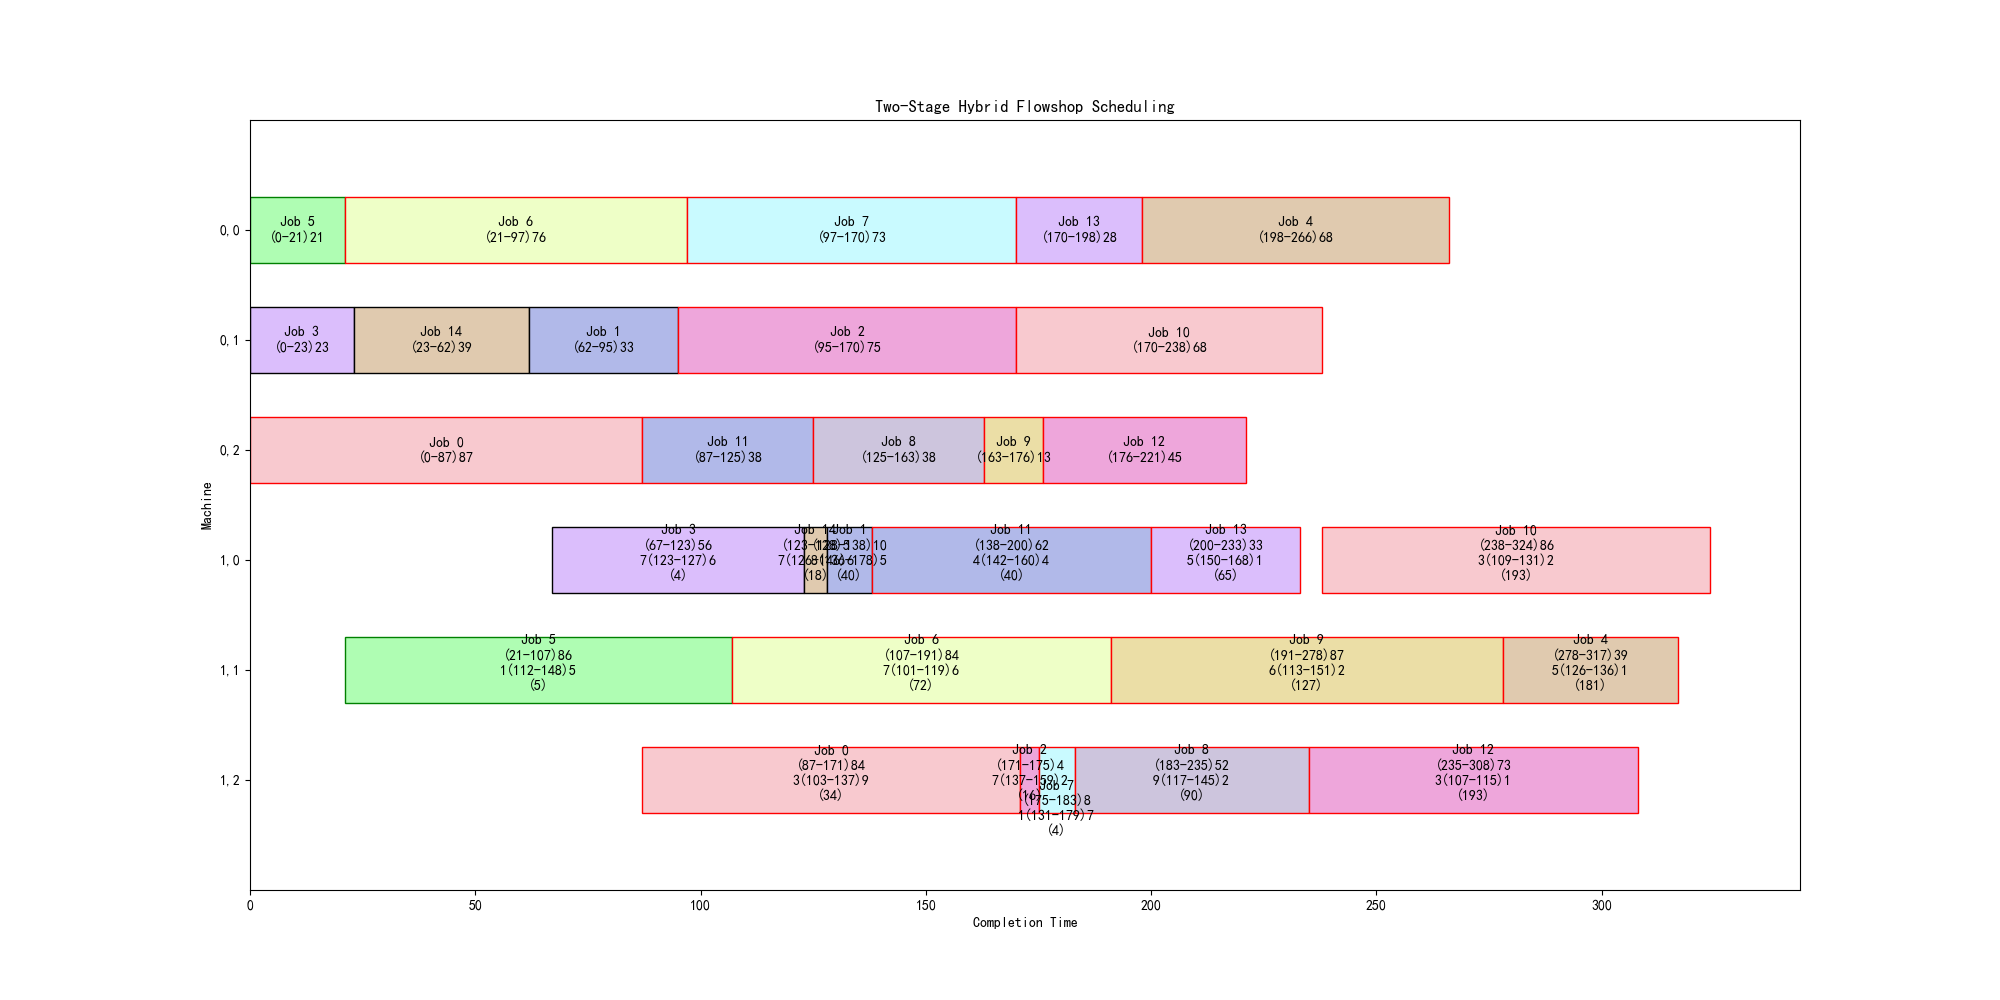 Two-Stage Hybrid Flowshop Scheduling
0,0
Job 5
(0-21)21
Job 6
(21-97)76
Job 7
(97-170)73
Job 13
(170-198)28
Job 4
(198-266)68
0,1
Job 3
(0-23)23
Job 14
(23-62)39
Job 1
(62-95)33
Job 2
(95-170)75
Job 10
(170-238)68
0,2
Job 0
(0-87)87
Job 11
(87-125)38
Job 8
(125-163)38
Job 9
(163-176)13
Job 12
(176-221)45
Machine
1,0
Job 3
(67-123)56
7(123-127)6
(4)
Job 14
(123-128)5
(18)
Job 1
(128-138)10
(40)
Job 11
(138-200)62
4(142-160)4
(40)
Job 13
(200-233)33
5(150-168)1
(65)
Job 10
(238-324)86
3(109-131)2
(193)
1,1
Job 5
(21-107)86
1(112-148)5
(5)
Job 6
(107-191)84
7(101-119)6
(72)
Job 9
(191-278)87
6(113-151)2
(127)
Job 4
(278-317)39
5(126-136)1
(181)
1,2
Job 0
(87-171)84
3(103-137)9
(34)
Job 2
(171-175)4
7(137-159)2
(16)
Job 7
(175-183)8
1(131-179)7
(4)
Job 8
(183-235)52
9(117-145)2
(90)
Job 12
(235-308)73
3(107-115)1
(193)
0
50
100
150
200
250
300
Completion Time